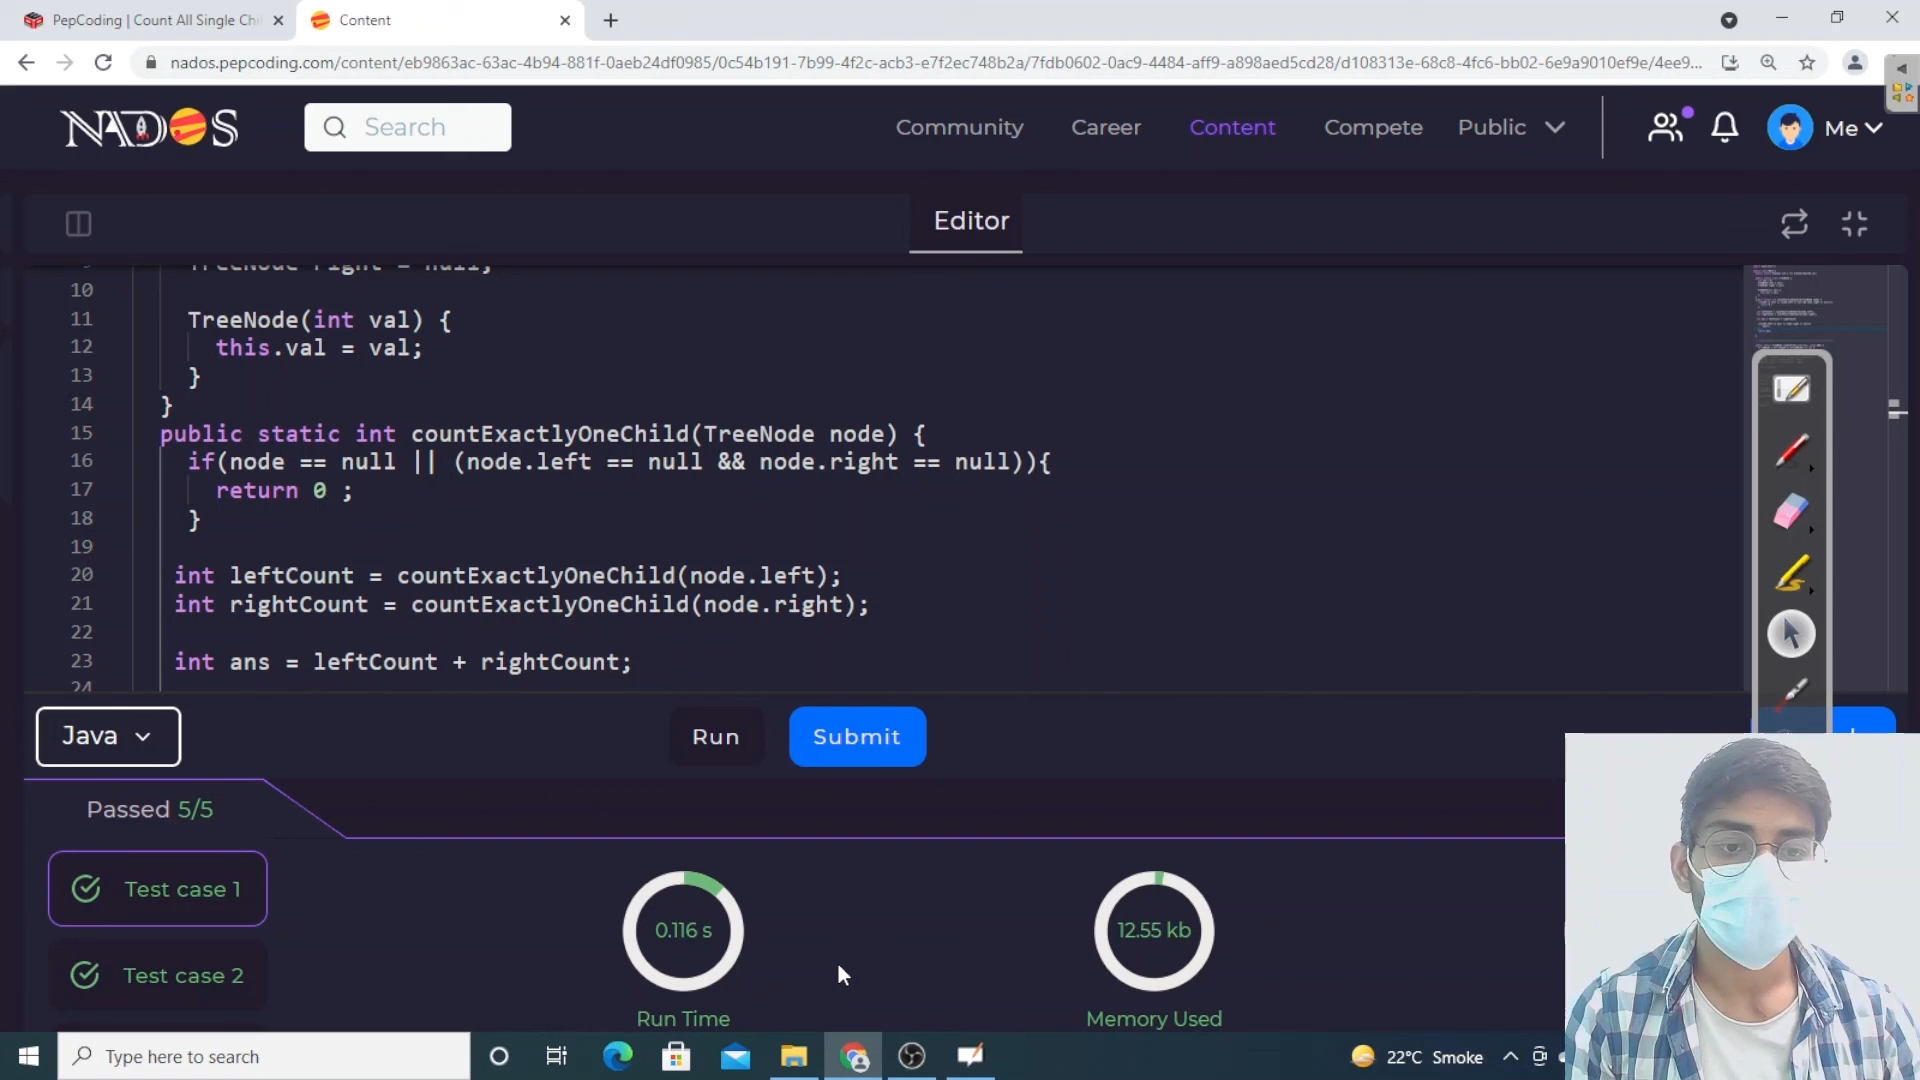 PepCoding | Count All Single Chi
Content
nados.pepcoding.com/content/eb9863ac-63ac-4b94-881f-0aeb24df0985/0c54b191-7b99-4f2c-acb3-e7f2ec748b2a/7fdb0602-0ac9-4484-aff9-a898aed5cd28/d108313e-68c8-4fc6-bb02-6e9a9010ef9e/4ee9...
NADOS
Search
Community
Career
Content
Compete
Public
Me
Editor
9 TreeNode right = null;
10
11 TreeNode(int val) {
12 this.val = val;
13 }
14 }
15 public static int countExactlyOneChild(TreeNode node) {
16 if(node == null || (node.left == null && node.right == null)){
17 return 0 ;
18 }
19
20 int leftCount = countExactlyOneChild(node.left);
21 int rightCount = countExactlyOneChild(node.right);
22
23 int ans = leftCount + rightCount;
24
Java
Run
Submit
Passed 5/5
Test case 1
Test case 2
0.116 s
Run Time
12.55 kb
Memory Used
Type here to search
22°C Smoke